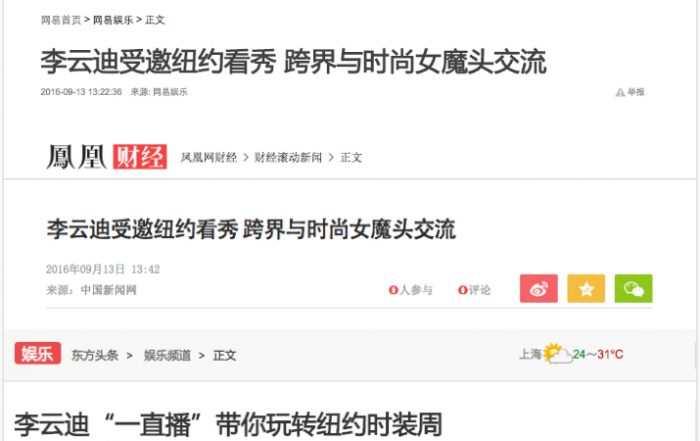 网易首页 > 网易娱乐 > 正文
李云迪受邀纽约看秀 跨界与时尚女魔头交流
2016-09-13 13:22:36 来源: 网易娱乐 举报
鳳凰 财经 凤凰网财经 > 财经滚动新闻 > 正文
李云迪受邀纽约看秀 跨界与时尚女魔头交流
2016年09月13日 13:42
来源：中国新闻网 0人参与 0评论
娱乐 东方头条 > 娱乐频道 > 正文 上海 24～31℃
李云迪“一直播”带你玩转纽约时装周